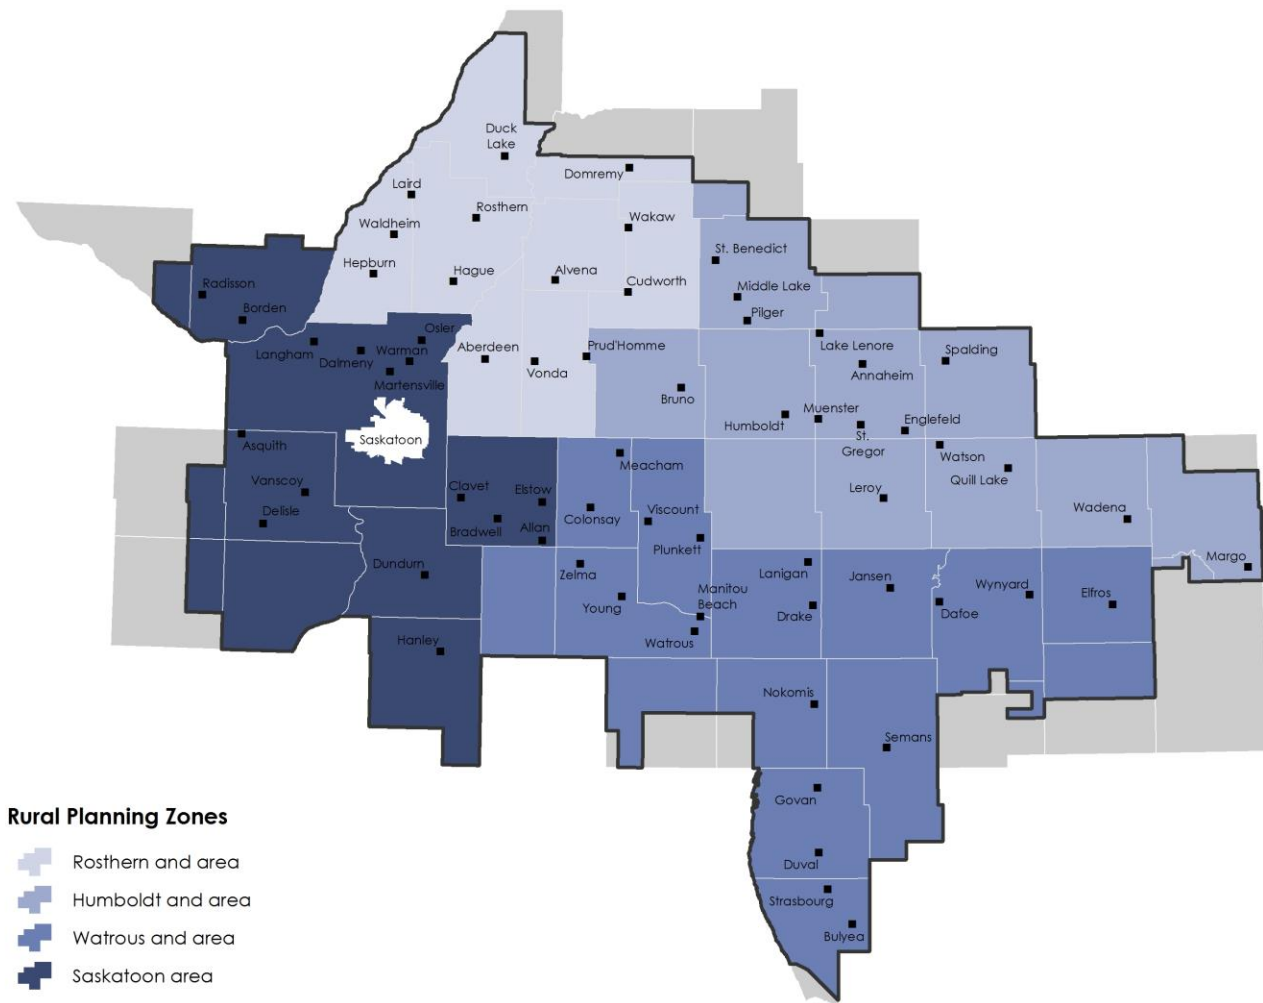 Duck
Lake
Domremy
Laird
Rosthern
Wakaw
Waldheim
St. Benedict
Hepburn
Hague
Alvena
Radisson
Cudworth
Middle Lake
Borden
Pilger
Osler
Langham
Dalmeny
Warman
Aberdeen
Prud'Homme
Lake Lenore
Spalding
Vonda
Annaheim
Martensville
Bruno
Humboldt
Muenster
Englefeld
Saskatoon
St.
Gregor
Asquith
Meacham
Watson
Vanscoy
Clavet
Elstow
Leroy
Quill Lake
Delisle
Bradwell
Allan
Colonsay
Viscount
Wadena
Plunkett
Margo
Dundurn
Zelma
Lanigan
Jansen
Wynyard
Elfros
Young
Manitou
Beach
Drake
Dafoe
Hanley
Watrous
Nokomis
Semans
Govan
Duval
Strasbourg
Bulyea
Rural Planning Zones
Rosthern and area
Humboldt and area
Watrous and area
Saskatoon area